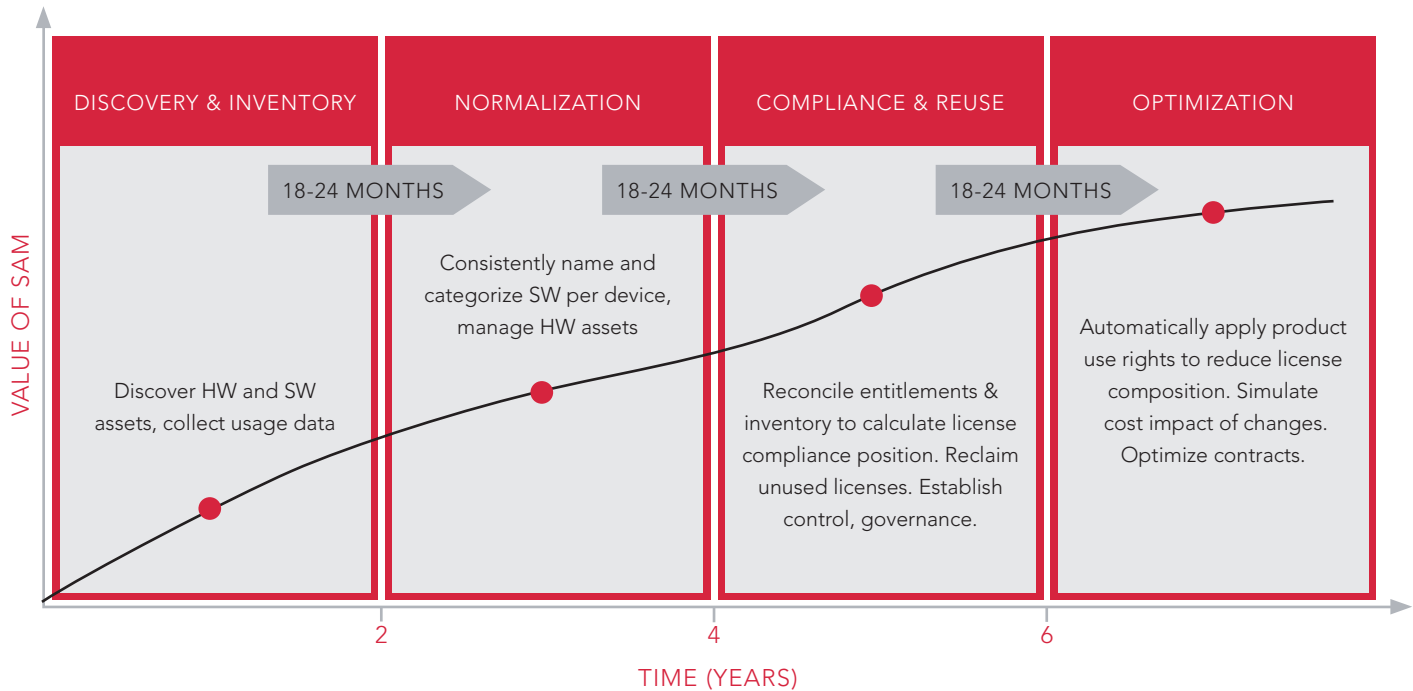 DISCOVERY & INVENTORY
NORMALIZATION
COMPLIANCE & REUSE
OPTIMIZATION
18-24 MONTHS
18-24 MONTHS
18-24 MONTHS
VALUE OF SAM
Discover HW and SW
assets, collect usage data
Consistently name and
categorize SW per device,
manage HW assets
Reconcile entitlements &
inventory to calculate license
compliance position. Reclaim
unused licenses. Establish
control, governance.
Automatically apply product
use rights to reduce license
composition. Simulate
cost impact of changes.
Optimize contracts.
2
4
6
TIME (YEARS)